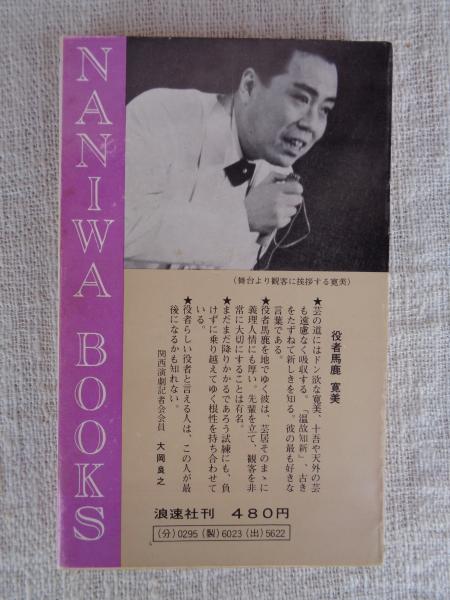 NANIWA BOOKS
（舞台より観客に挨拶する寛美）
役者馬鹿　寛美
★芸の道にはドン欲な寛美、十吾や天外の芸
も遠慮なく吸収する。「温故知新」、古き
をたずねて新しきを知る。彼の最も好きな
言葉である。
★役者馬鹿を地でゆく彼は、芸居そのまゝに
義理人情にも厚い。先輩を立て、観客を非
常に大切にすることは有名。
★まだまだ降りかかるであろう試練にも、負
けずに乗り越えてゆく根性を持ち合わせて
いる。
★役者らしい役者と言える人は、この人が最
後になるかも知れない。
関西演劇記者会会員　大岡良之
浪速社刊　480円
(分)0295(製)6023(出)5622